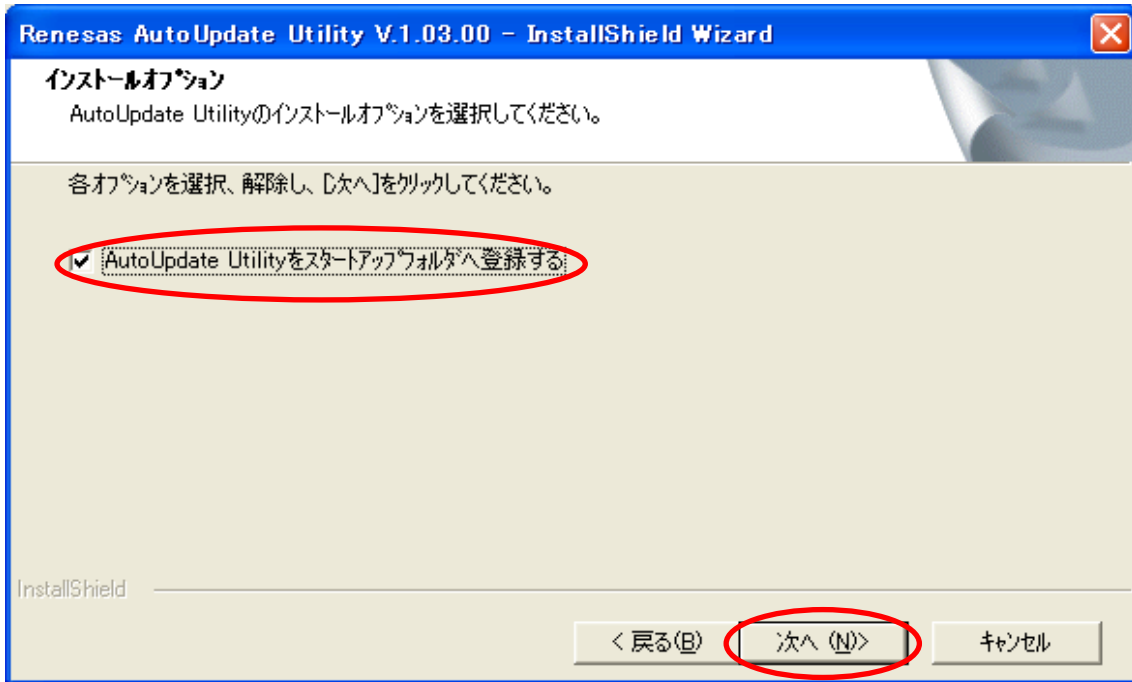 Renesas AutoUpdate Utility V.1.03.00 - InstallShield Wizard
インストールオプション
AutoUpdate Utilityのインストールオプションを選択してください。
各オプションを選択、解除し、[次へ]をクリックしてください。
AutoUpdate Utilityをスタートアップフォルダへ登録する
InstallShield
< 戻る(B)
次へ (N)>
キャンセル